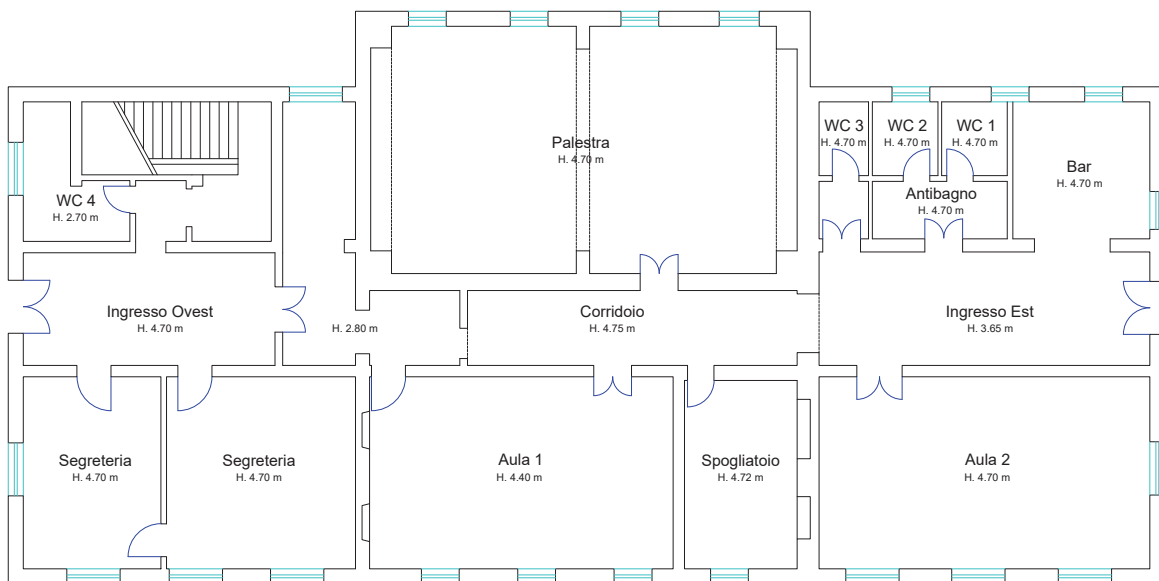 Palestra
H. 4.70 m
WC 3
H. 4.70 m
WC 2
H. 4.70 m
WC 1
H. 4.70 m
Bar
H. 4.70 m
WC 4
H. 2.70 m
Antibagno
H. 4.70 m
Ingresso Ovest
H. 4.70 m
H. 2.80 m
Corridoio
H. 4.75 m
Ingresso Est
H. 3.65 m
Segreteria
H. 4.70 m
Segreteria
H. 4.70 m
Aula 1
H. 4.40 m
Spogliatoio
H. 4.72 m
Aula 2
H. 4.70 m